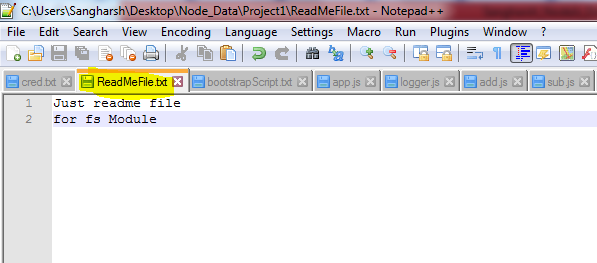 C:\Users\Sangharsh\Desktop\Node_Data\Project1\ReadMeFile.txt - Notepad++
File Edit Search View Encoding Language Settings Macro Run Plugins Window ?
cred.txt ReadMeFile.txt bootstrapScript.txt app.js logger.js add.js sub.js
1 Just readme file
2 for fs Module